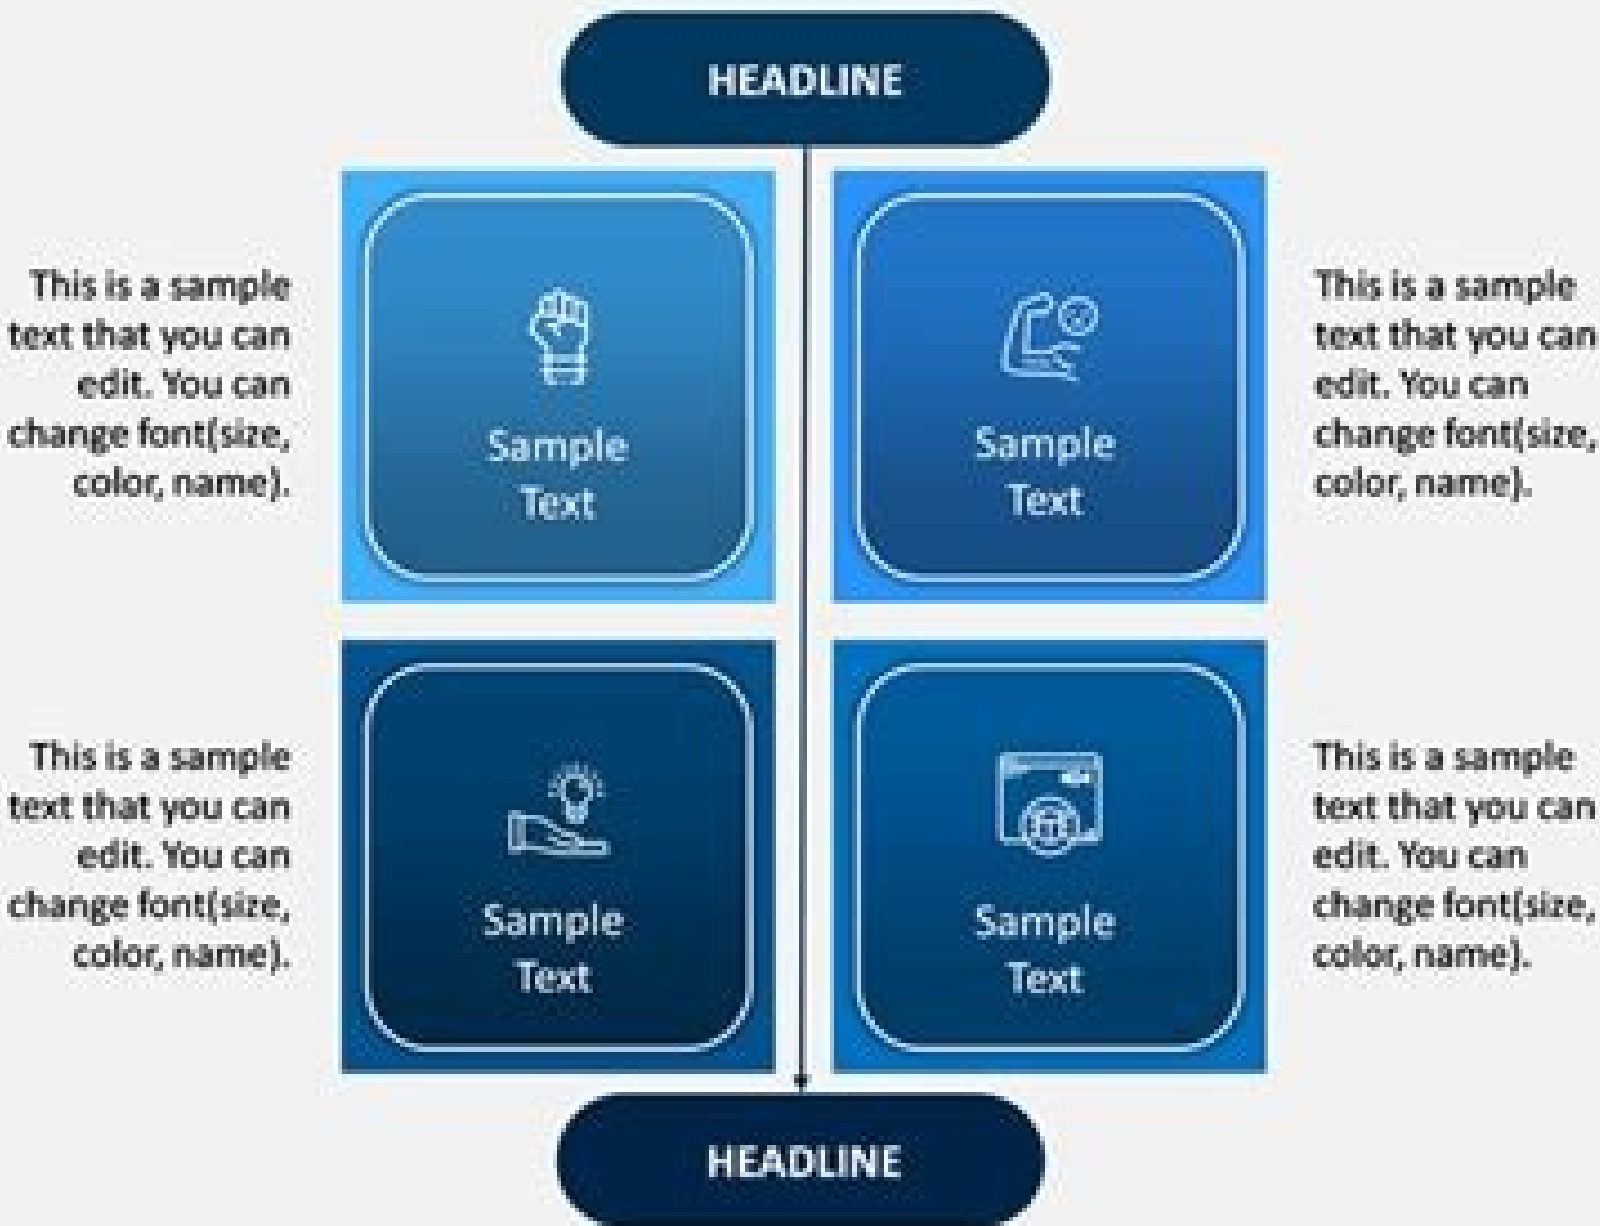 HEADLINE
This is a sample
text that you can
edit. You can
change font(size,
color, name).
Sample
Text
Sample
Text
This is a sample
text that you can
edit. You can
change font(size,
color, name).
This is a sample
text that you can
edit. You can
change font(size,
color, name).
Sample
Text
Sample
Text
This is a sample
text that you can
edit. You can
change font(size,
color, name).
HEADLINE